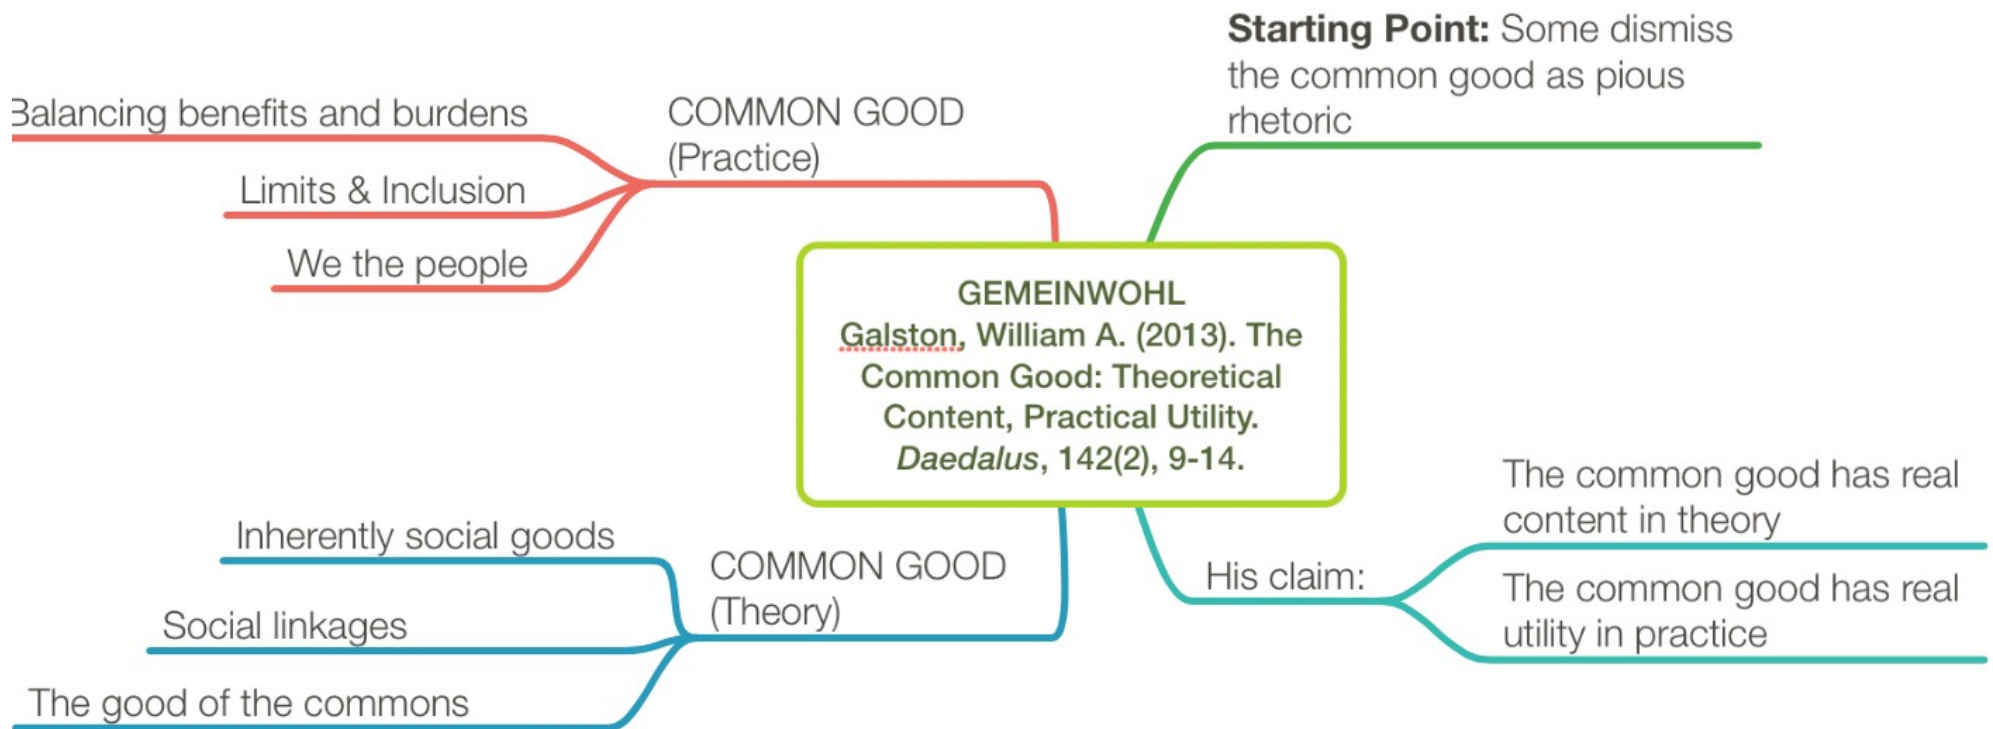 Starting Point: Some dismiss
the common good as pious
rhetoric
Balancing benefits and burdens
COMMON GOOD
(Practice)
Limits & Inclusion
We the people
GEMEINWOHL
Galston, William A. (2013). The
Common Good: Theoretical
Content, Practical Utility.
Daedalus, 142(2), 9-14.
The common good has real
content in theory
His claim:
The common good has real
utility in practice
Inherently social goods
COMMON GOOD
(Theory)
Social linkages
The good of the commons